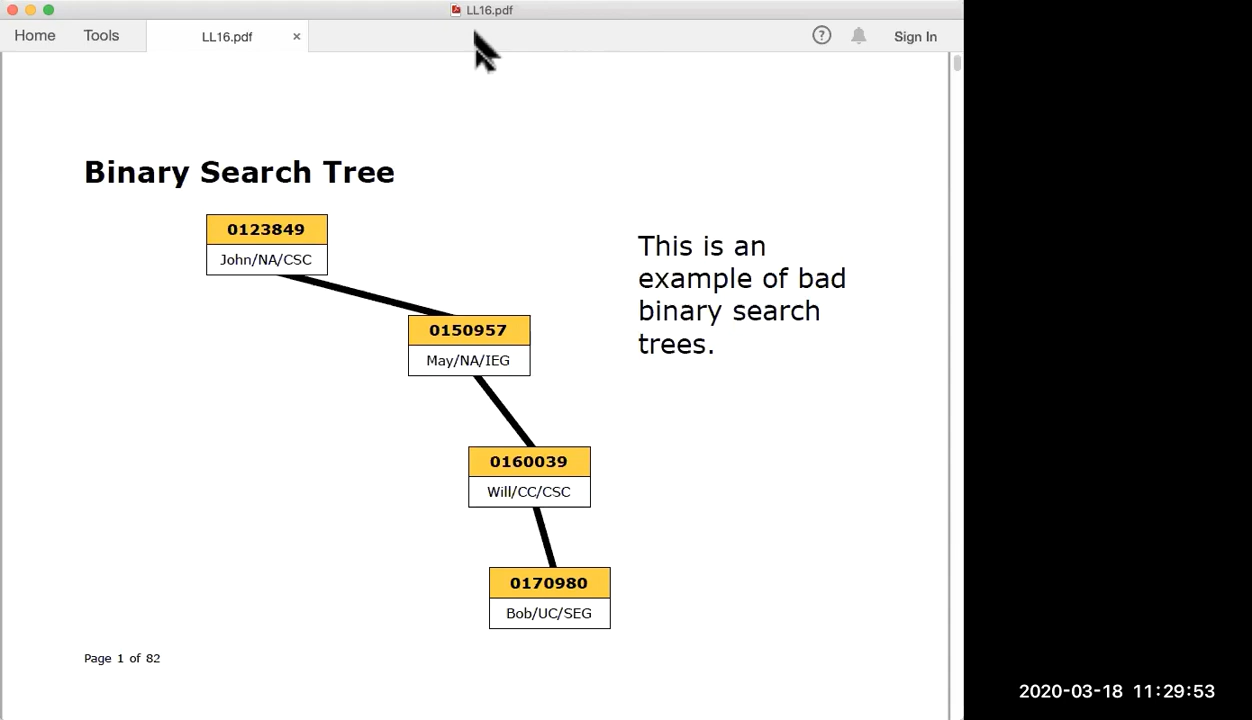 LL16.pdf
Home Tools LL16.pdf × ? Sign In
Binary Search Tree
0123849
John/NA/CSC
This is an
example of bad
binary search
trees.
0150957
May/NA/IEG
0160039
Will/CC/CSC
0170980
Bob/UC/SEG
Page 1 of 82
2020-03-18 11:29:53